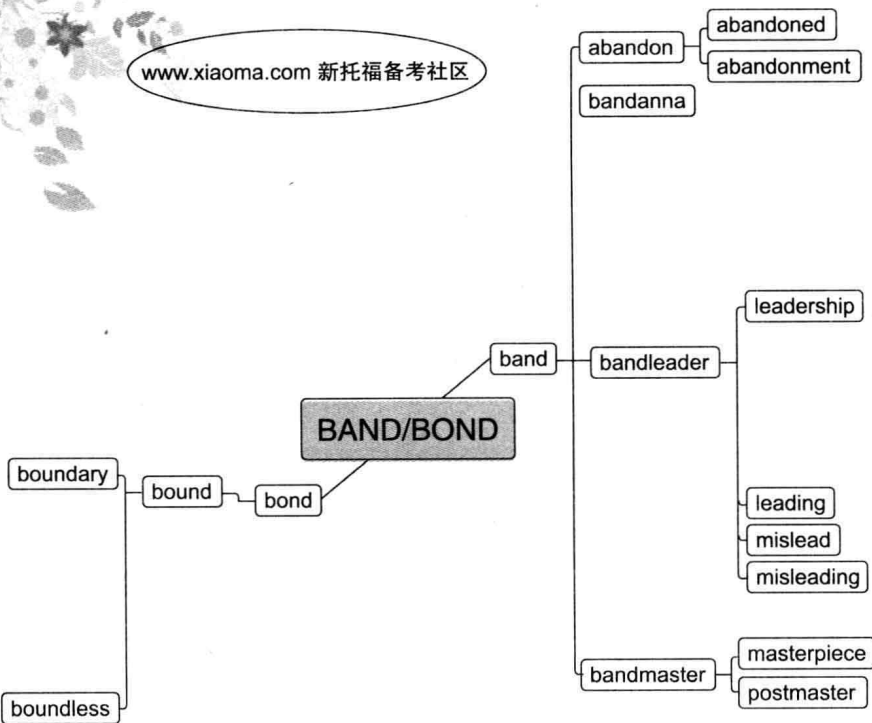 www.xiaoma.com 新托福备考社区
abandon
abandoned
abandonment
bandanna
leadership
band
bandleader
BAND/BOND
boundary
bound
bond
leading
mislead
misleading
bandmaster
masterpiece
postmaster
boundless